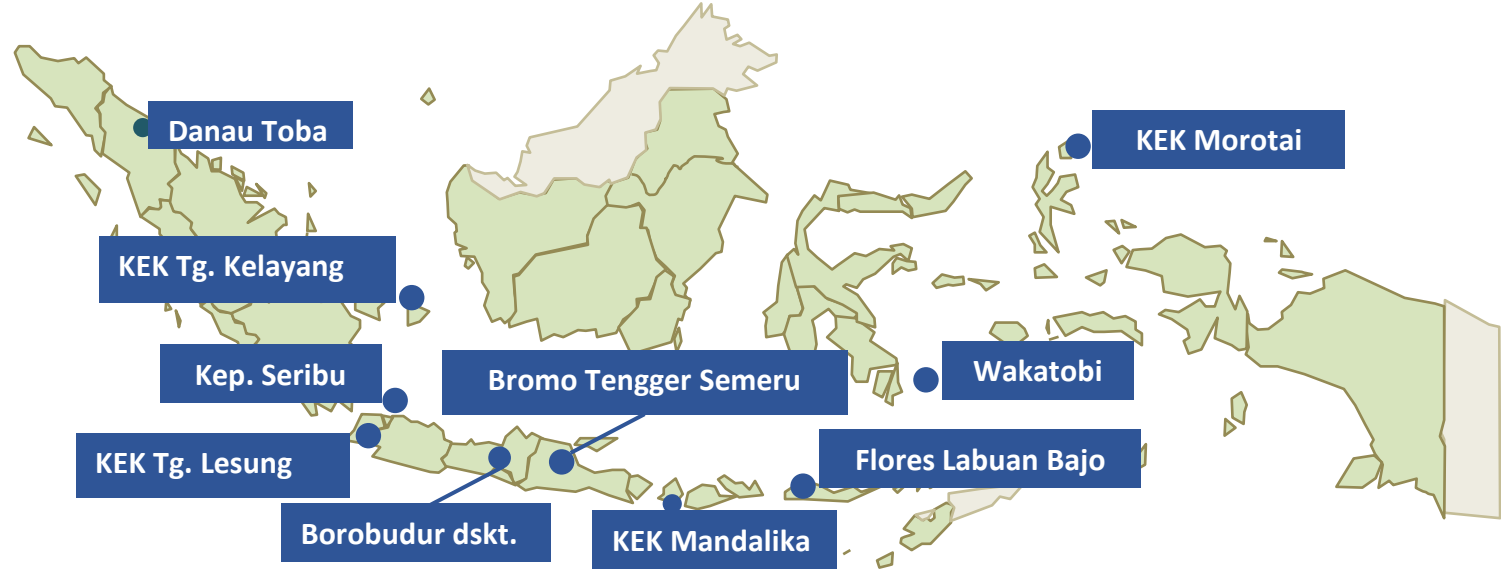 Danau Toba
KEK Morotai
KEK Tg. Kelayang
Kep. Seribu
Bromo Tengger Semeru
Wakatobi
KEK Tg. Lesung
Flores Labuan Bajo
Borobudur dskt.
KEK Mandalika